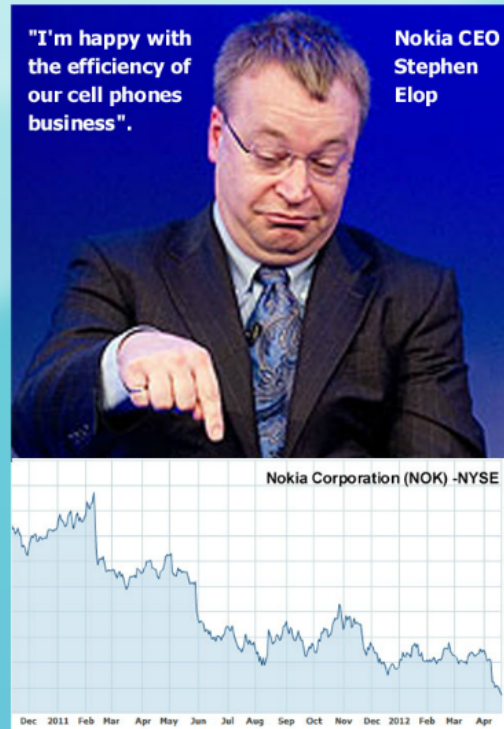 "I'm happy with
the efficiency of
our cell phones
business".
Nokia CEO
Stephen
Elop
Nokia Corporation (NOK) -NYSE
Dec 2011 Feb Mar Apr May Jun Jul Aug Sep Oct Nov Dec 2012 Feb Mar Apr